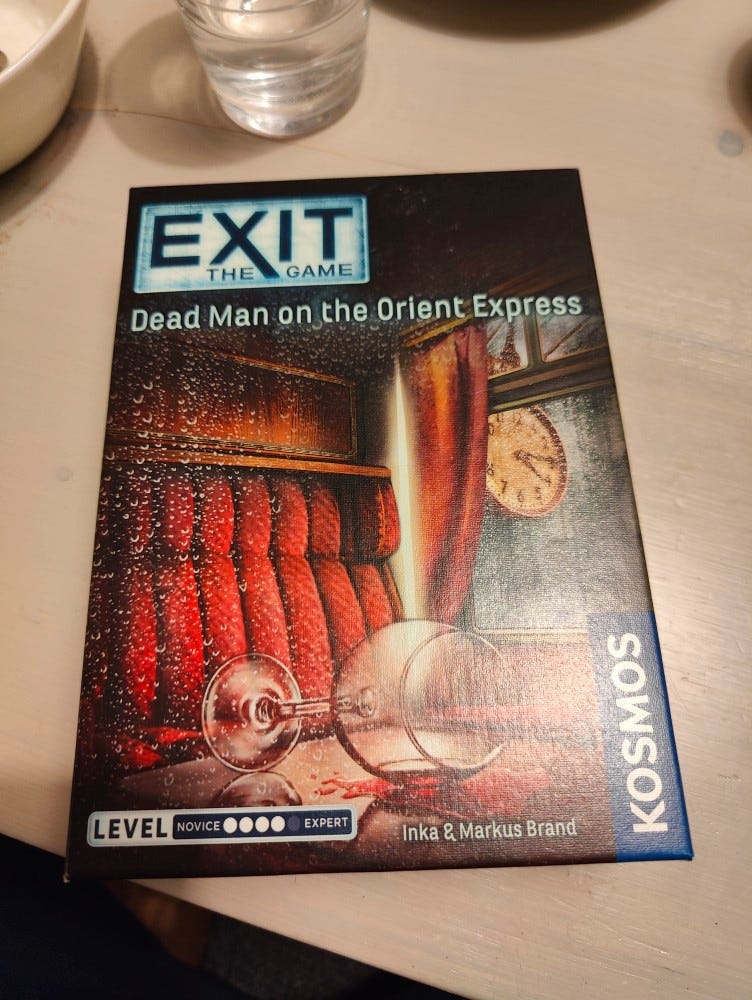 EXIT
THE GAME
Dead Man on the Orient Express
KOSMOS
LEVEL NOVICE EXPERT
Inka & Markus Brand